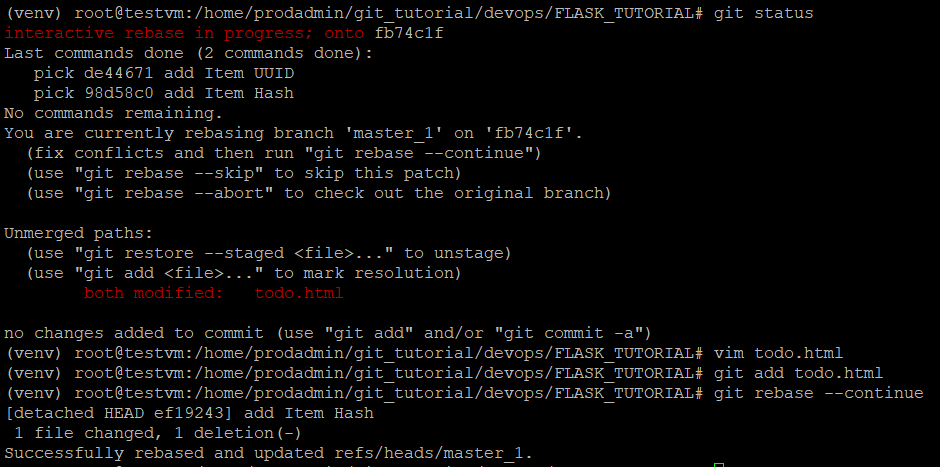 (venv) root@testvm:/home/prodadmin/git_tutorial/devops/FLASK_TUTORIAL# git status
interactive rebase in progress; onto fb74c1f
Last commands done (2 commands done):
   pick de44671 add Item UUID
   pick 98d58c0 add Item Hash
No commands remaining.
You are currently rebasing branch 'master_1' on 'fb74c1f'.
  (fix conflicts and then run "git rebase --continue")
  (use "git rebase --skip" to skip this patch)
  (use "git rebase --abort" to check out the original branch)

Unmerged paths:
  (use "git restore --staged <file>..." to unstage)
  (use "git add <file>..." to mark resolution)
        both modified:   todo.html

no changes added to commit (use "git add" and/or "git commit -a")
(venv) root@testvm:/home/prodadmin/git_tutorial/devops/FLASK_TUTORIAL# vim todo.html
(venv) root@testvm:/home/prodadmin/git_tutorial/devops/FLASK_TUTORIAL# git add todo.html
(venv) root@testvm:/home/prodadmin/git_tutorial/devops/FLASK_TUTORIAL# git rebase --continue
[detached HEAD ef19243] add Item Hash
 1 file changed, 1 deletion(-)
Successfully rebased and updated refs/heads/master_1.